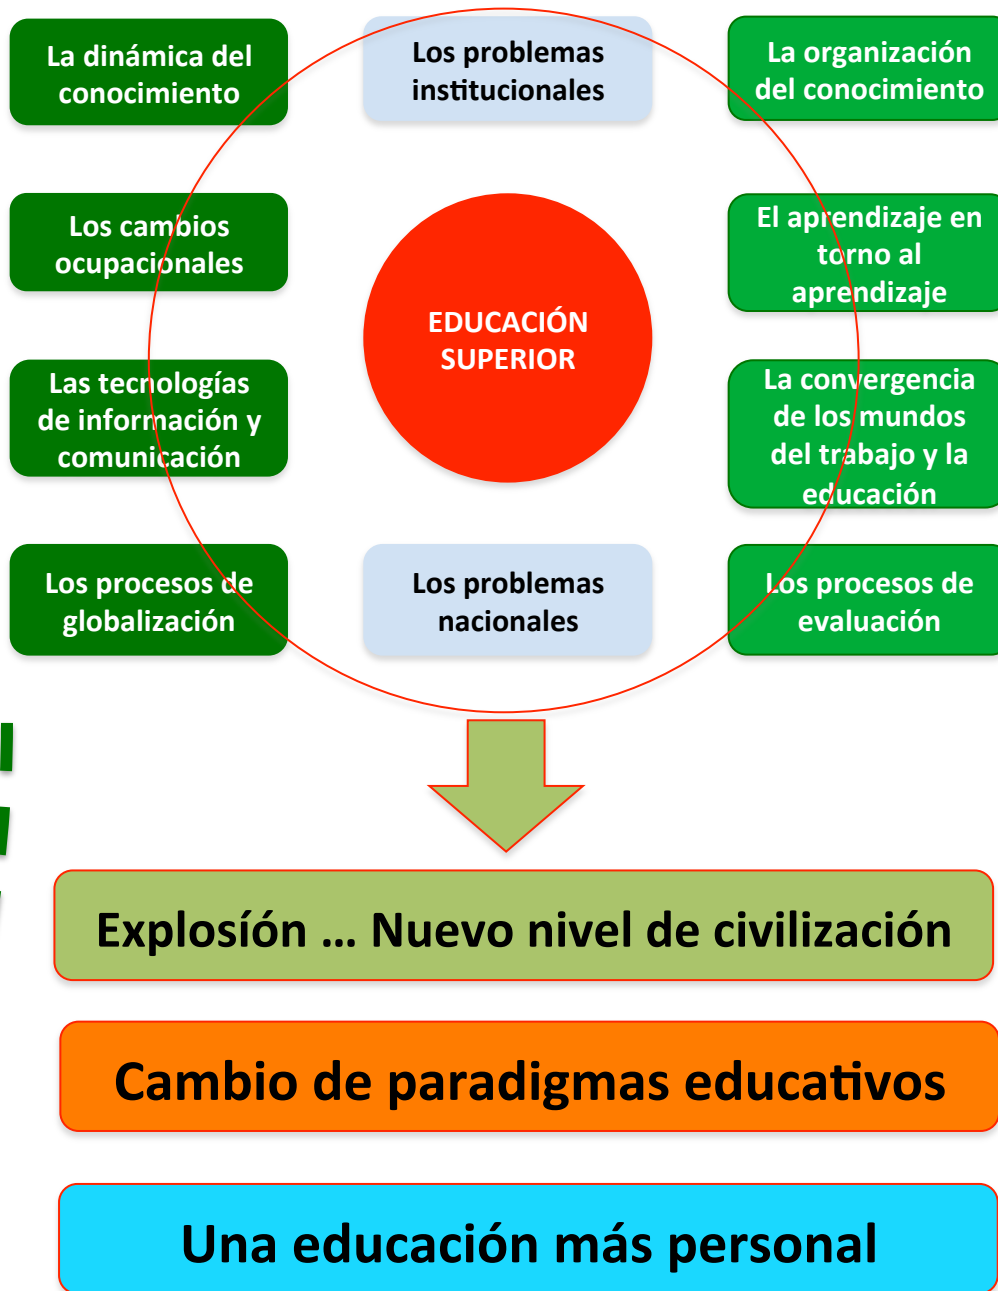 La dinámica del
conocimiento
Los problemas
institucionales
La organización
del conocimiento
Los cambios
ocupacionales
EDUCACIÓN
SUPERIOR
El aprendizaje en
torno al
aprendizaje
Las tecnologías
de información y
comunicación
La convergencia
de los mundos
del trabajo y la
educación
Los procesos de
globalización
Los problemas
nacionales
Los procesos de
evaluación
Explosíón ... Nuevo nivel de civilización
Cambio de paradigmas educativos
Una educación más personal